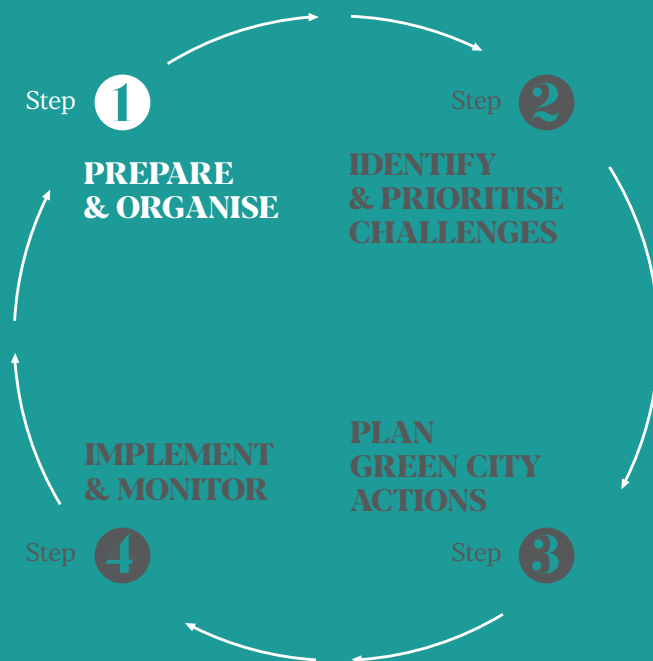 Step 1
PREPARE
& ORGANISE
Step 2
IDENTIFY
& PRIORITISE
CHALLENGES
Step 3
PLAN
GREEN CITY
ACTIONS
Step 4
IMPLEMENT
& MONITOR